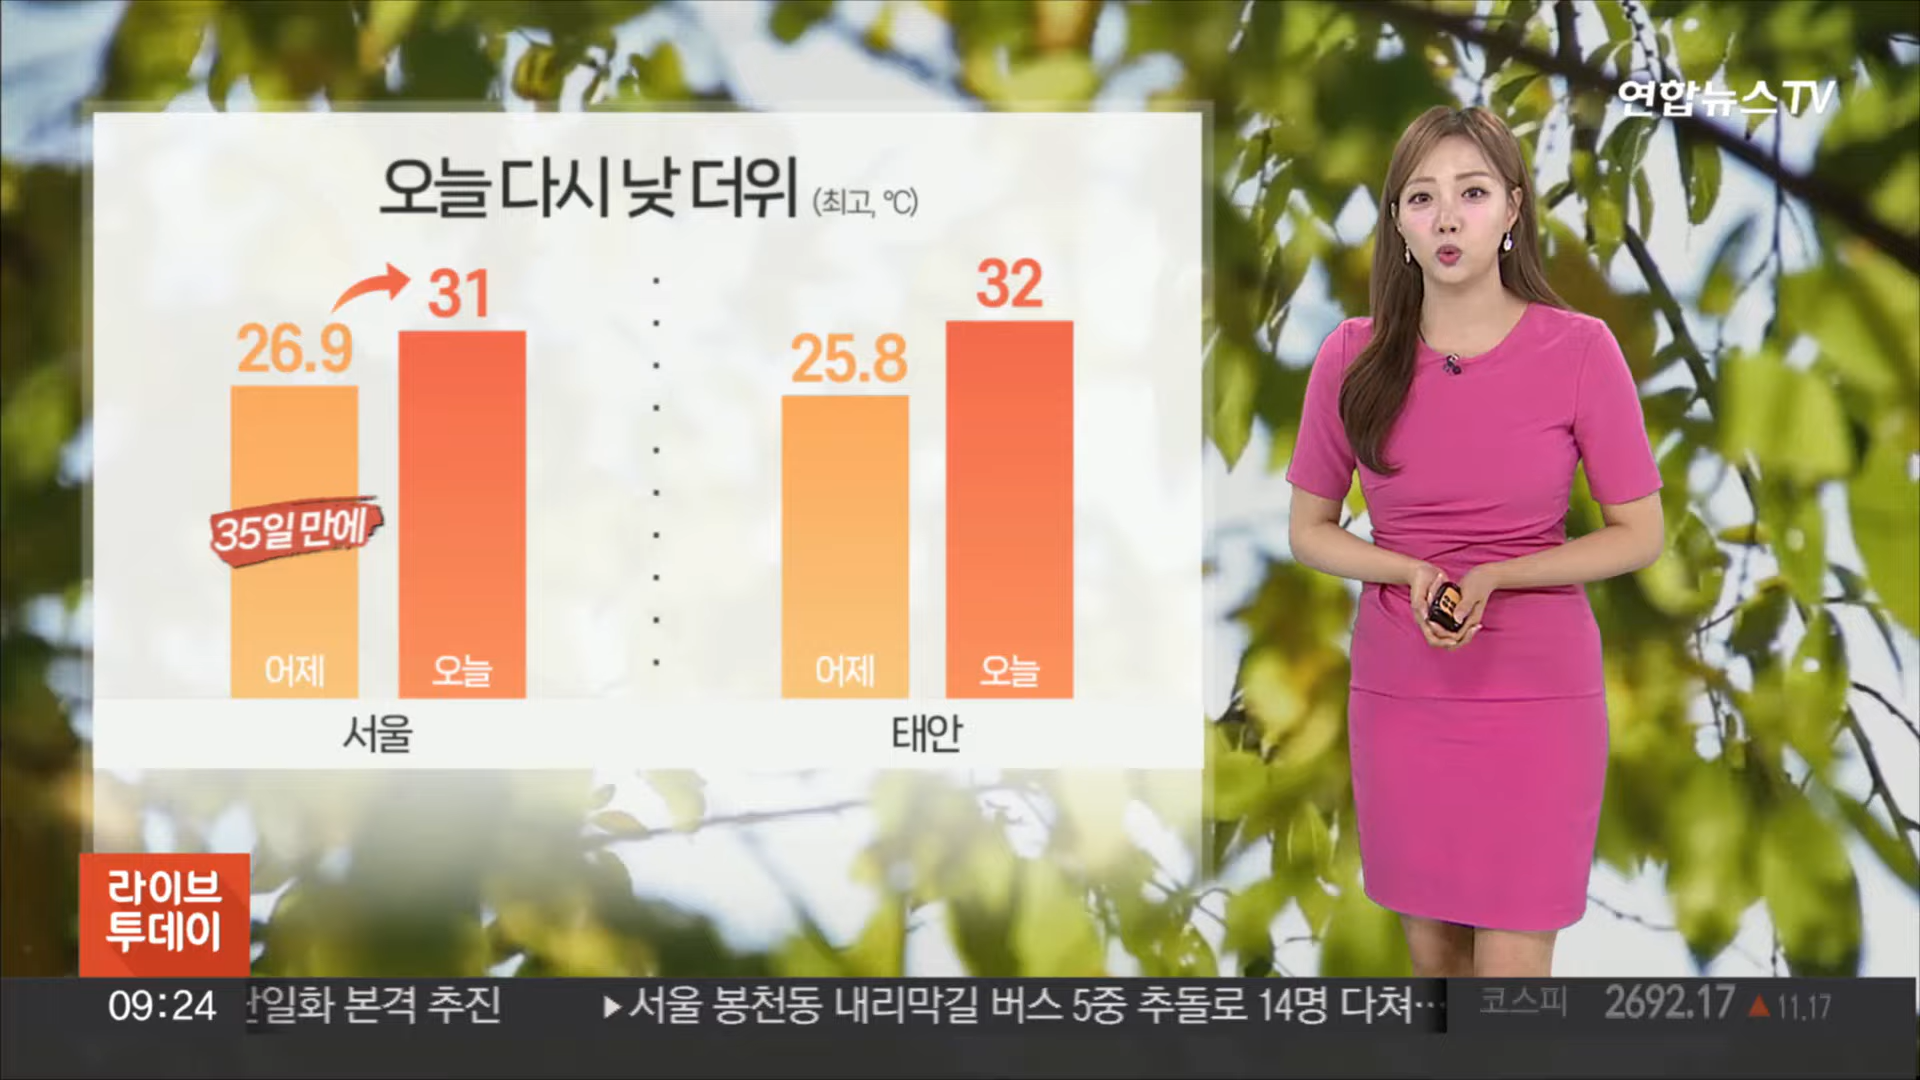 연합뉴스TV
오늘 다시 낮 더위 (최고, ℃)
26.9
31
25.8
32
35일 만에
어제
오늘
어제
오늘
서울
태안
라이브
투데이
09:24
단일화 본격 추진 ▶서울 봉천동 내리막길 버스 5중 추돌로 14명 다쳐…
코스피 2692.17 ▲11.17